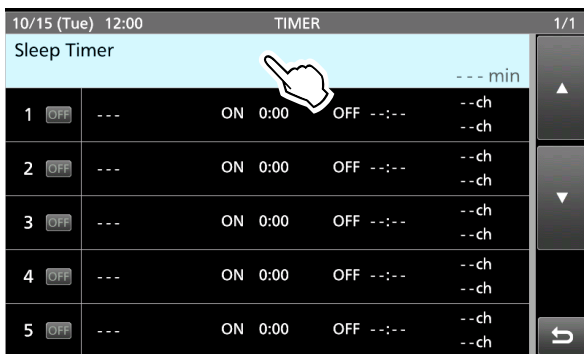 10/15 (Tue) 12:00 TIMER 1/1
Sleep Timer
--- min
1 OFF --- ON 0:00 OFF --:-- --ch
--ch
2 OFF --- ON 0:00 OFF --:-- --ch
--ch
3 OFF --- ON 0:00 OFF --:-- --ch
--ch
4 OFF --- ON 0:00 OFF --:-- --ch
--ch
5 OFF --- ON 0:00 OFF --:-- --ch
--ch